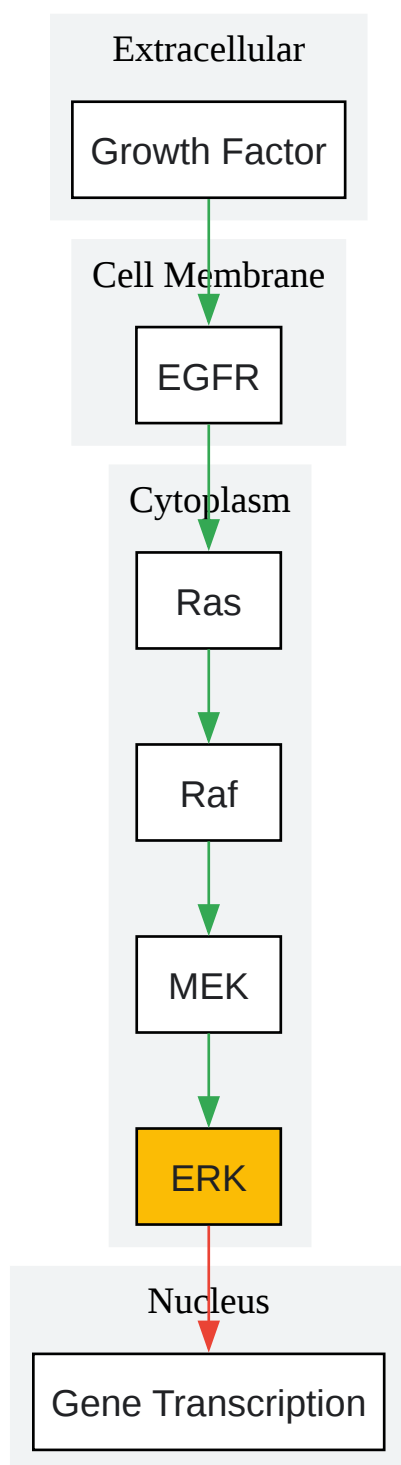 Extracellular
Growth Factor
Cell Membrane
EGFR
Cytoplasm
Ras
Raf
MEK
ERK
Nucleus
Gene Transcription